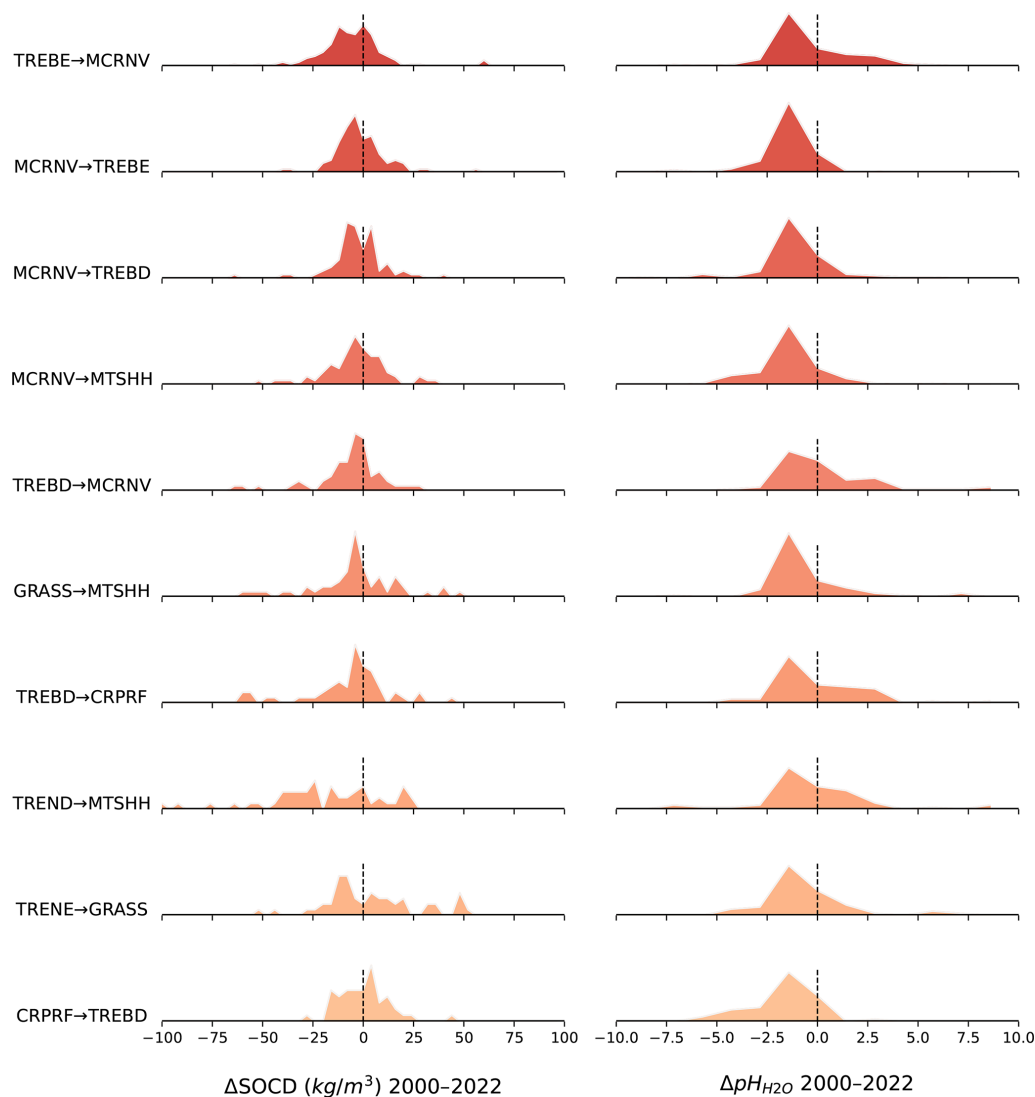 TREBE→MCRNV
MCRNV→TREBE
MCRNV→TREBD
MCRNV→MTSHH
TREBD→MCRNV
GRASS→MTSHH
TREBD→CRPRF
TREND→MTSHH
TRENE→GRASS
CRPRF→TREBD
−100 −75 −50 −25 0 25 50 75 100
−10.0 −7.5 −5.0 −2.5 0.0 2.5 5.0 7.5 10.0
ΔSOCD (kg/m³) 2000–2022
ΔpH_{H2O} 2000–2022